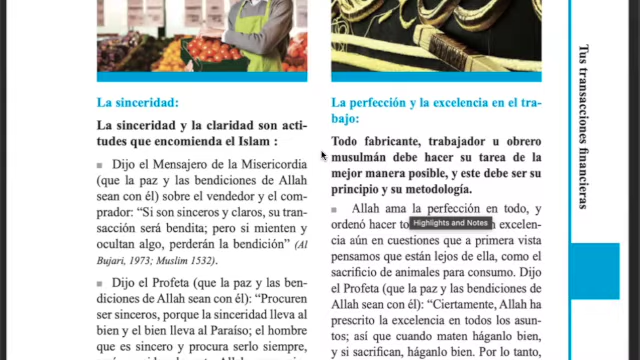 La sinceridad:
La sinceridad y la claridad son acti-
tudes que encomienda el Islam :
Dijo el Mensajero de la Misericordia
(que la paz y las bendiciones de Allah
sean con él) sobre el vendedor y el com-
prador: “Si son sinceros y claros, su tran-
sacción será bendita; pero si mienten y
ocultan algo, perderán la bendición” (Al
Bujari, 1973; Muslim 1532).
Dijo el Profeta (que la paz y las ben-
diciones de Allah sean con él): “Procuren
ser sinceros, porque la sinceridad lleva al
bien y el bien lleva al Paraíso; el hombre
que es sincero y procura serlo siempre,
La perfección y la excelencia en el tra-
bajo:
Todo fabricante, trabajador u obrero
musulmán debe hacer su tarea de la
mejor manera posible, y este debe ser su
principio y su metodología.
Allah ama la perfección en todo, y
ordenó hacer excelen-
Highlights and Notes
cia aún en cuestiones que a primera vista
pensamos que están lejos de ella, como el
sacrificio de animales para consumo. Dijo
el Profeta (que la paz y las bendiciones de
Allah sean con él): “Ciertamente, Allah ha
prescrito la excelencia en todos los asun-
tos; así que cuando maten háganlo bien,
y si sacrifican, háganlo bien. Por lo tanto,
Tus transacciones financieras